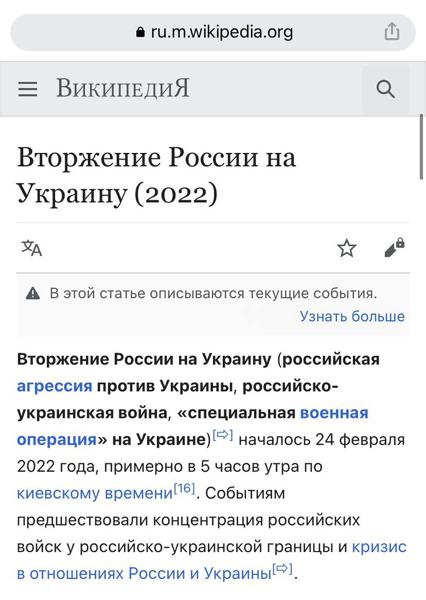 ru.m.wikipedia.org
ВикипедиЯ
Вторжение России на
Украину (2022)
В этой статье описываются текущие события.
Узнать больше
Вторжение России на Украину (российская
агрессия против Украины, российско-
украинская война, «специальная военная
операция» на Украине)[⇨] началось 24 февраля
2022 года, примерно в 5 часов утра по
киевскому времени[16]. Событиям
предшествовали концентрация российских
войск у российско-украинской границы и кризис
в отношениях России и Украины[⇨].